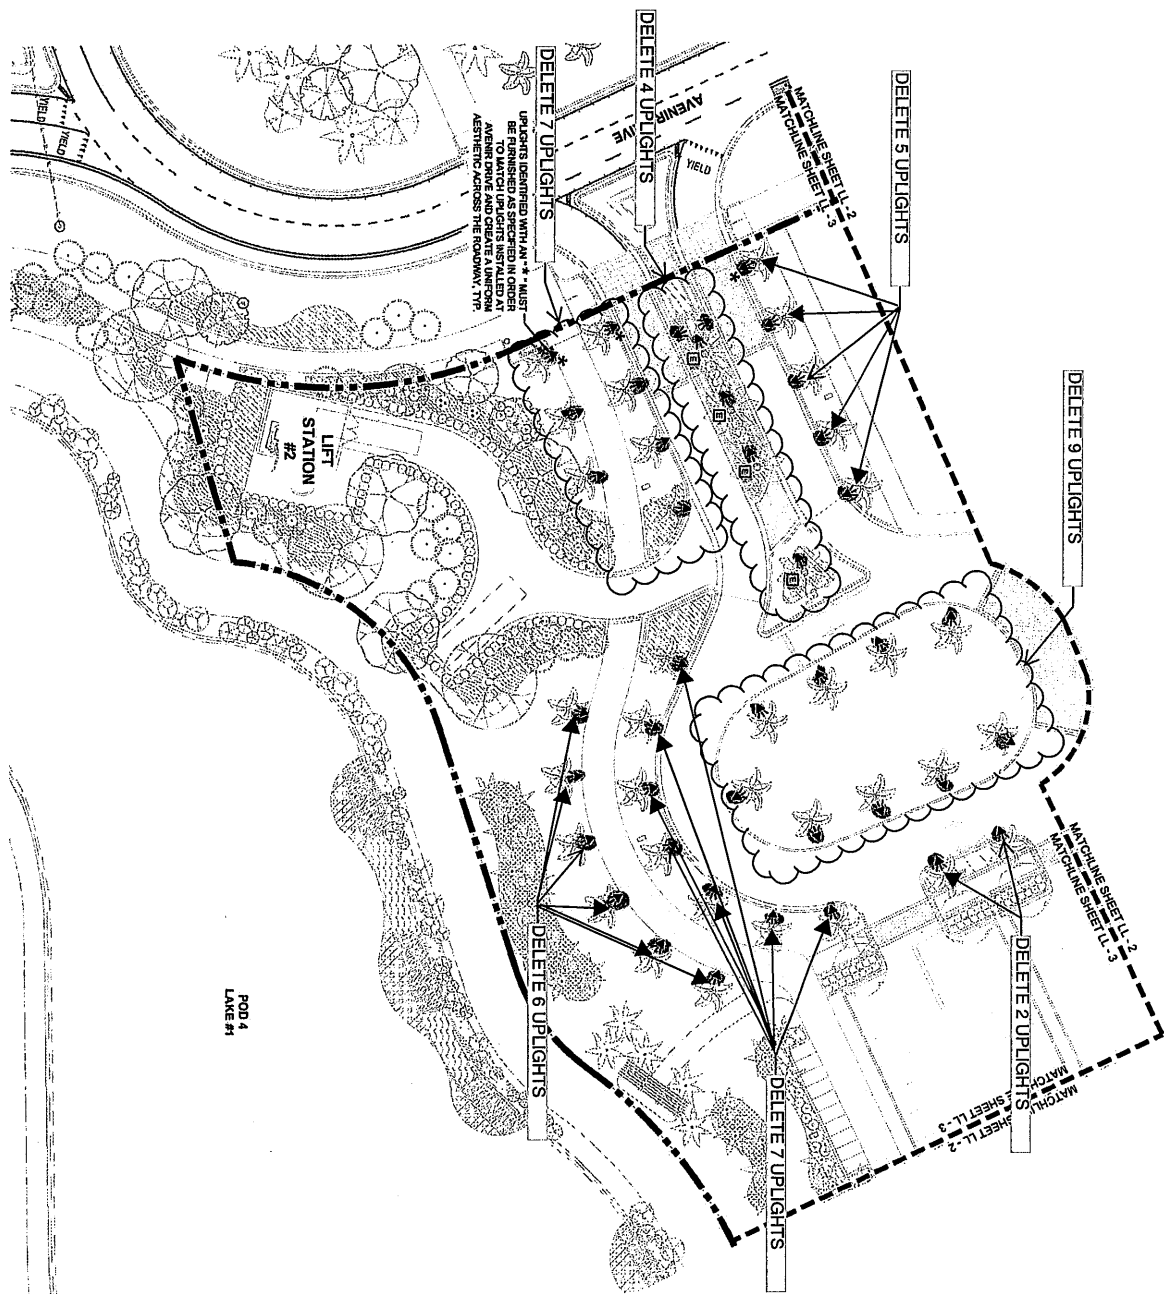 DELETE 5 UPLIGHTS
DELETE 4 UPLIGHTS
DELETE 7 UPLIGHTS
UPLIGHTS IDENTIFIED WITH AN "*" MUST
BE FURNISHED AS SPECIFIED IN ORDER
TO MATCH UPLIGHTS INSTALLED AT
AVENIR DRIVE AND CREATE A UNIFORM
AESTHETIC ACROSS THE ROADWAY, TYP.
MATCHLINE SHEET LL - 2
MATCHLINE SHEET LL - 3
YIELD
YIELD
YIELD
*
*
*
E
E
E
E
DELETE 9 UPLIGHTS
LIFT
STATION
#2
MATCHLINE SHEET LL - 2
MATCHLINE SHEET LL - 3
DELETE 2 UPLIGHTS
DELETE 6 UPLIGHTS
DELETE 7 UPLIGHTS
POD 4
LAKE #1
SHEET LL - 3
SHEET LL - 2